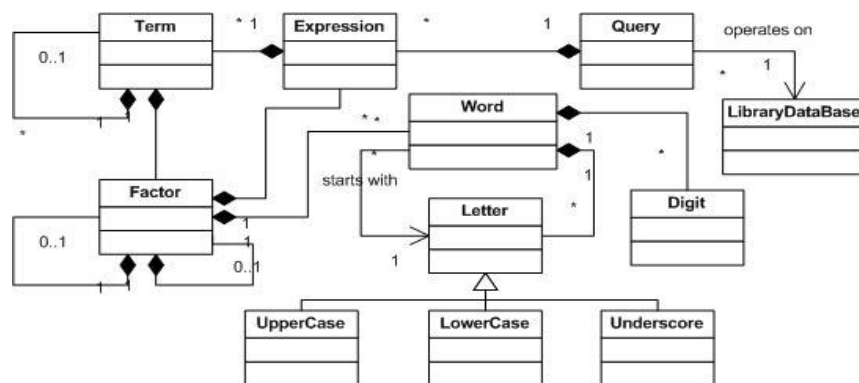 Term
* 1
Expression
*
1
Query
operates on
0..1
*
1
Word
LibraryDataBase
*
1
1
* *
1
*
starts with
1
*
Factor
Letter
*
Digit
0..1
1
1
0..1
1
1
1
UpperCase
LowerCase
Underscore